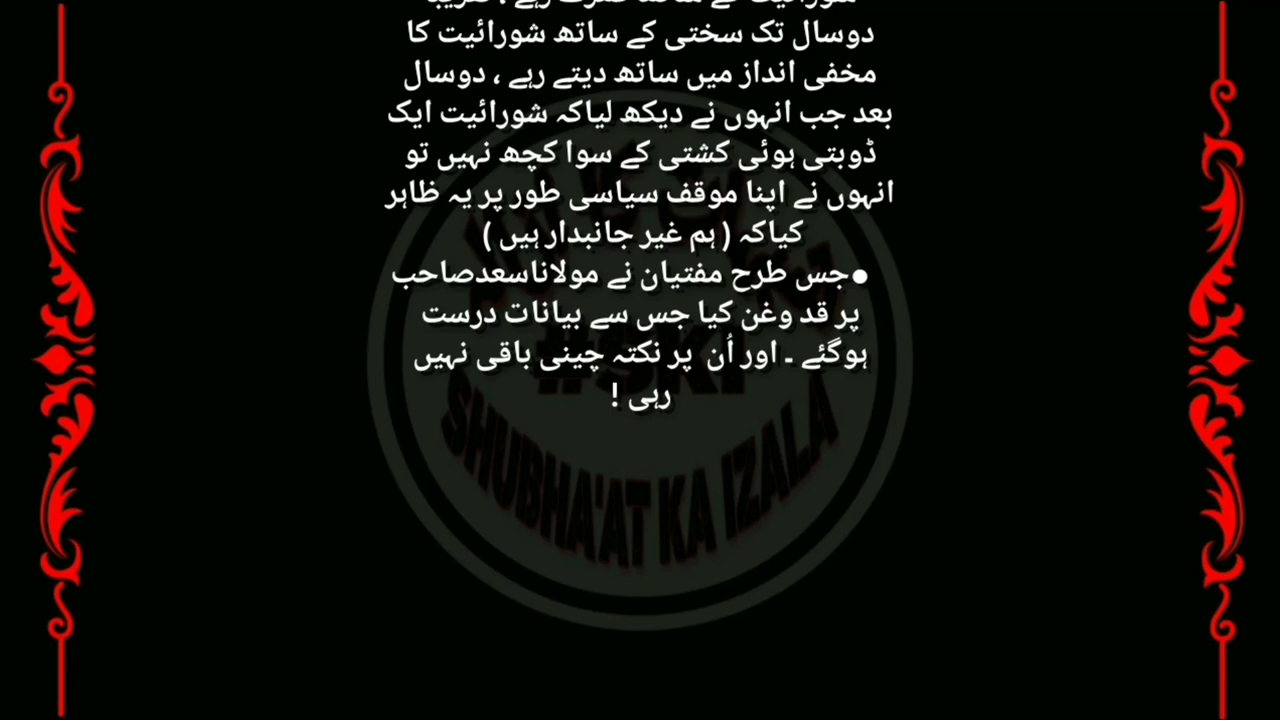 دوسال تک سختی کے ساتھ شورائیت کا
مخفی انداز میں ساتھ دیتے رہے ، دوسال
بعد جب انہوں نے دیکھ لیاکہ شورائیت ایک
ڈوبتی ہوئی کشتی کے سوا کچھ نہیں تو
انہوں نے اپنا موقف سیاسی طور پر یہ ظاہر
کیاکہ ( ہم غیر جانبدار ہیں )
●جس طرح مفتیان نے مولاناسعدصاحب
پر قد وغن کیا جس سے بیانات درست
ہوگئے ۔ اور اُن پر نکتہ چینی باقی نہیں
رہی !
#SKI
SHUBHA'AT KA IZALA